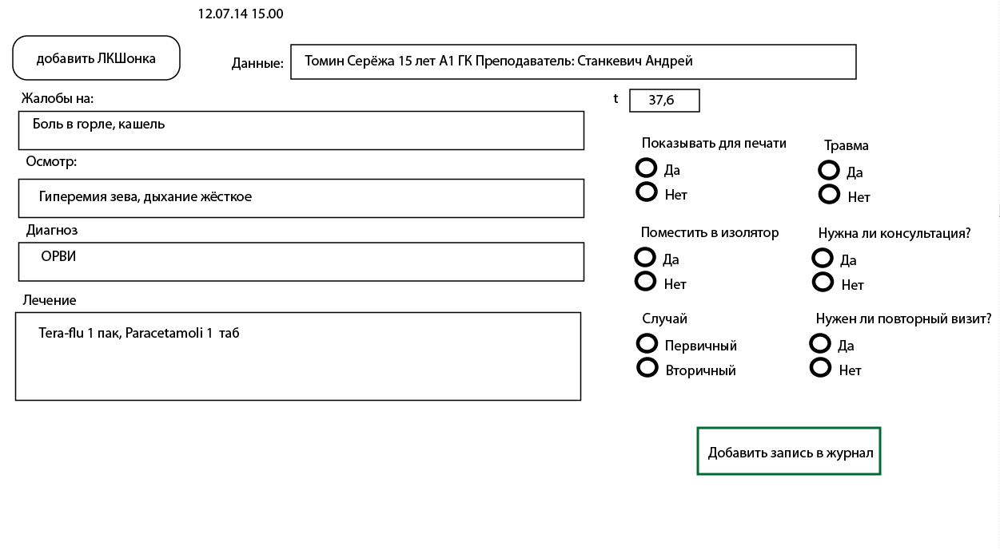 12.07.14 15.00
добавить ЛКШонка
Данные:
Томин Серёжа 15 лет А1 ГК Преподаватель: Станкевич Андрей
Жалобы на:
Боль в горле, кашель
t
37,6
Осмотр:
Гиперемия зева, дыхание жёсткое
Диагноз
ОРВИ
Лечение
Tera-flu 1 пак, Paracetamoli 1 таб
Показывать для печати
Да
Нет
Травма
Да
Нет
Поместить в изолятор
Да
Нет
Нужна ли консультация?
Да
Нет
Случай
Первичный
Вторичный
Нужен ли повторный визит?
Да
Нет
Добавить запись в журнал